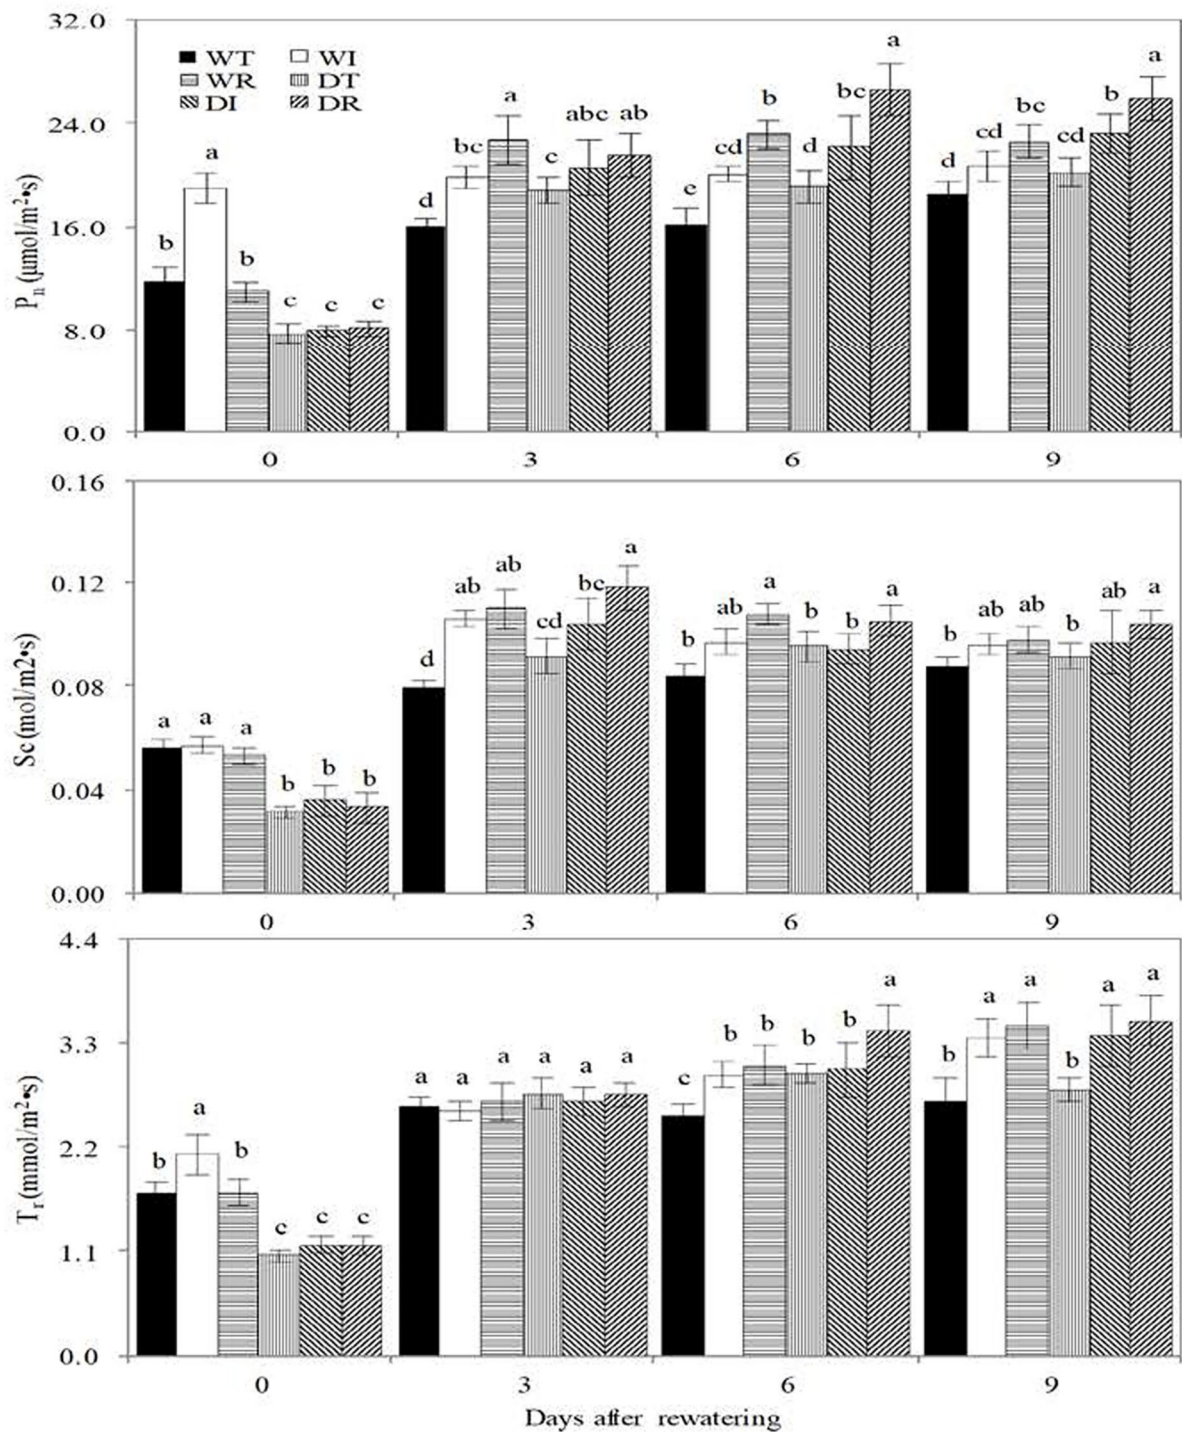 32.0
WT WI
WR DT
DI DR
24.0
16.0
8.0
0.0
Pn (µmol/m²•s)
b a b c c c
d bc a c abc ab
e cd b d bc a
d cd bc cd b a
0 3 6 9
0.16
0.12
0.08
0.04
0.00
Sc (mol/m2•s)
a a a b b b
d ab ab cd bc a
b ab a b b a
b ab ab b ab a
0 3 6 9
4.4
3.3
2.2
1.1
0.0
Tr (mmol/m²•s)
b a b c c c
a a a a a a
c b b b b a
b a a b a a
0 3 6 9
Days after rewatering